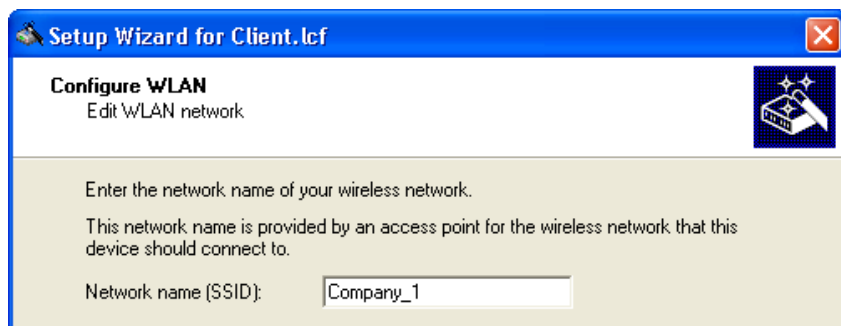 Setup Wizard for Client.lcf
Configure WLAN
Edit WLAN network
Enter the network name of your wireless network.
This network name is provided by an access point for the wireless network that this
device should connect to.
Network name (SSID): Company_1